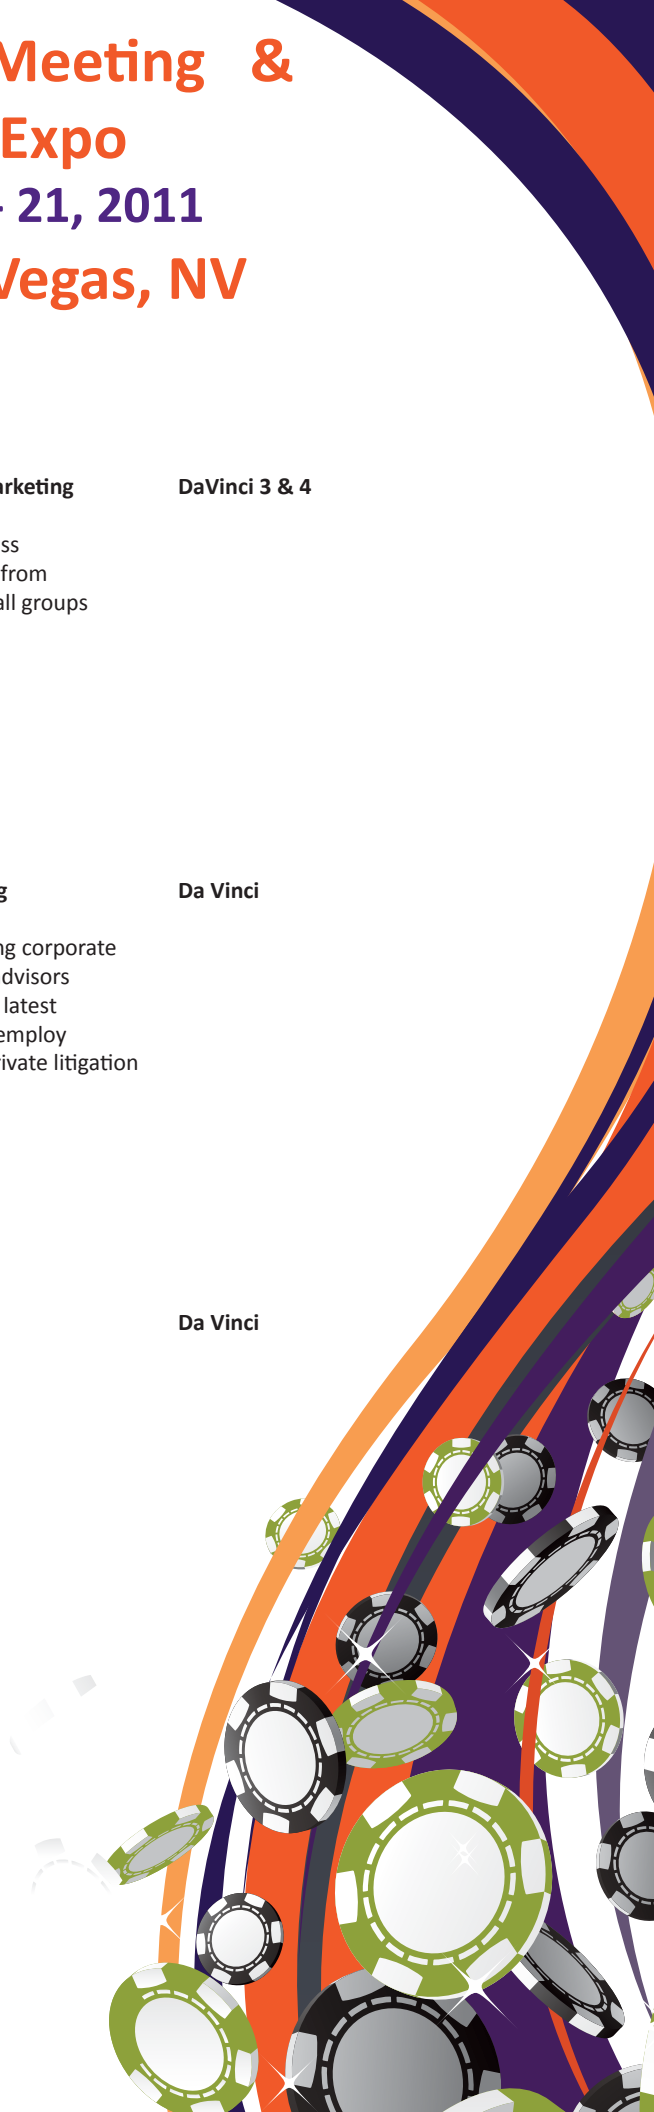 Meeting &
Expo
- 21, 2011
Vegas, NV
arketing DaVinci 3 & 4
ss
from
all groups
g Da Vinci
ng corporate
dvisors
latest
employ
ivate litigation
Da Vinci